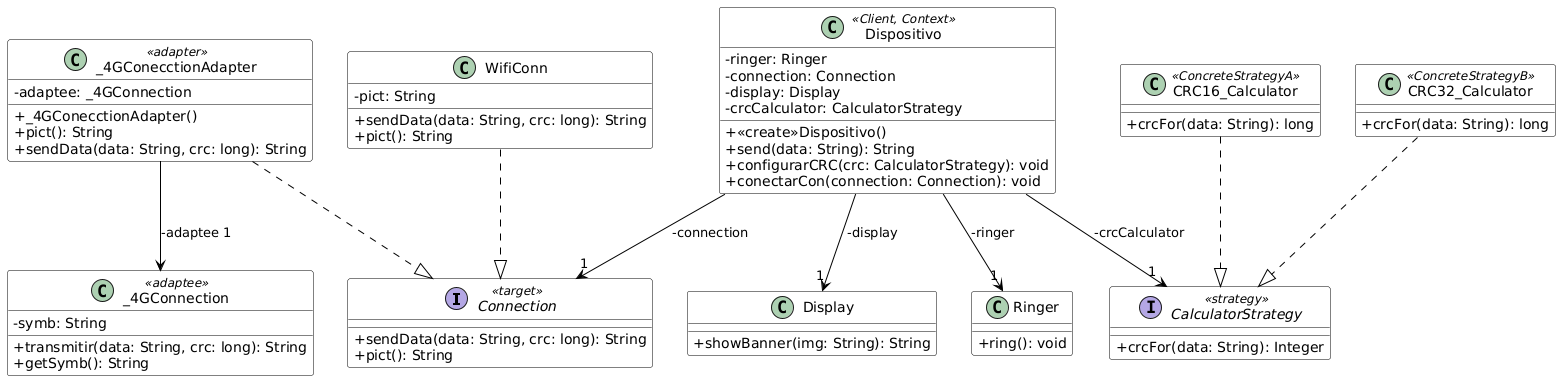 «adapter»
_4GConecctionAdapter
-adaptee: _4GConnection
+_4GConecctionAdapter()
+pict(): String
+sendData(data: String, crc: long): String
C
WifiConn
-pict: String
+sendData(data: String, crc: long): String
+pict(): String
C
«Client, Context»
Dispositivo
-ringer: Ringer
-connection: Connection
-display: Display
-crcCalculator: CalculatorStrategy
+«create»Dispositivo()
+send(data: String): String
+configurarCRC(crc: CalculatorStrategy): void
+conectarCon(connection: Connection): void
C
«ConcreteStrategyA»
CRC16_Calculator
+crcFor(data: String): long
C
«ConcreteStrategyB»
CRC32_Calculator
+crcFor(data: String): long
C
-adaptee 1
-connection
1
-display
1
-ringer
1
-crcCalculator
1
«adaptee»
_4GConnection
-symb: String
+transmitir(data: String, crc: long): String
+getSymb(): String
C
«target»
Connection
+sendData(data: String, crc: long): String
+pict(): String
I
Display
+showBanner(img: String): String
C
Ringer
+ring(): void
C
«strategy»
CalculatorStrategy
+crcFor(data: String): Integer
I